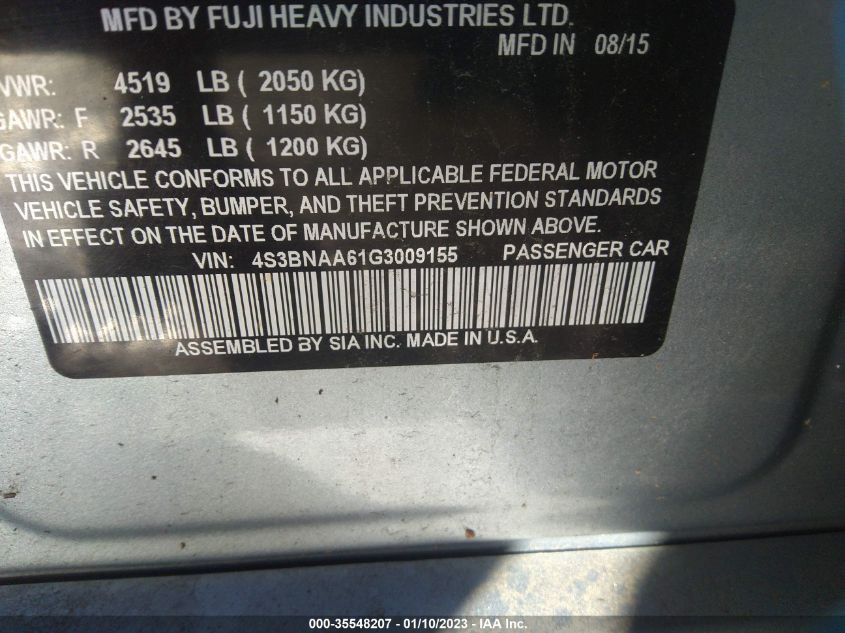 MFD BY FUJI HEAVY INDUSTRIES LTD.
MFD IN 08/15
VWR: 4519 LB ( 2050 KG)
GAWR: F 2535 LB ( 1150 KG)
GAWR: R 2645 LB ( 1200 KG)
THIS VEHICLE CONFORMS TO ALL APPLICABLE FEDERAL MOTOR
VEHICLE SAFETY, BUMPER, AND THEFT PREVENTION STANDARDS
IN EFFECT ON THE DATE OF MANUFACTURE SHOWN ABOVE.
VIN: 4S3BNAA61G3009155 PASSENGER CAR
ASSEMBLED BY SIA INC. MADE IN U.S.A.
000-35548207 - 01/10/2023 - IAA Inc.